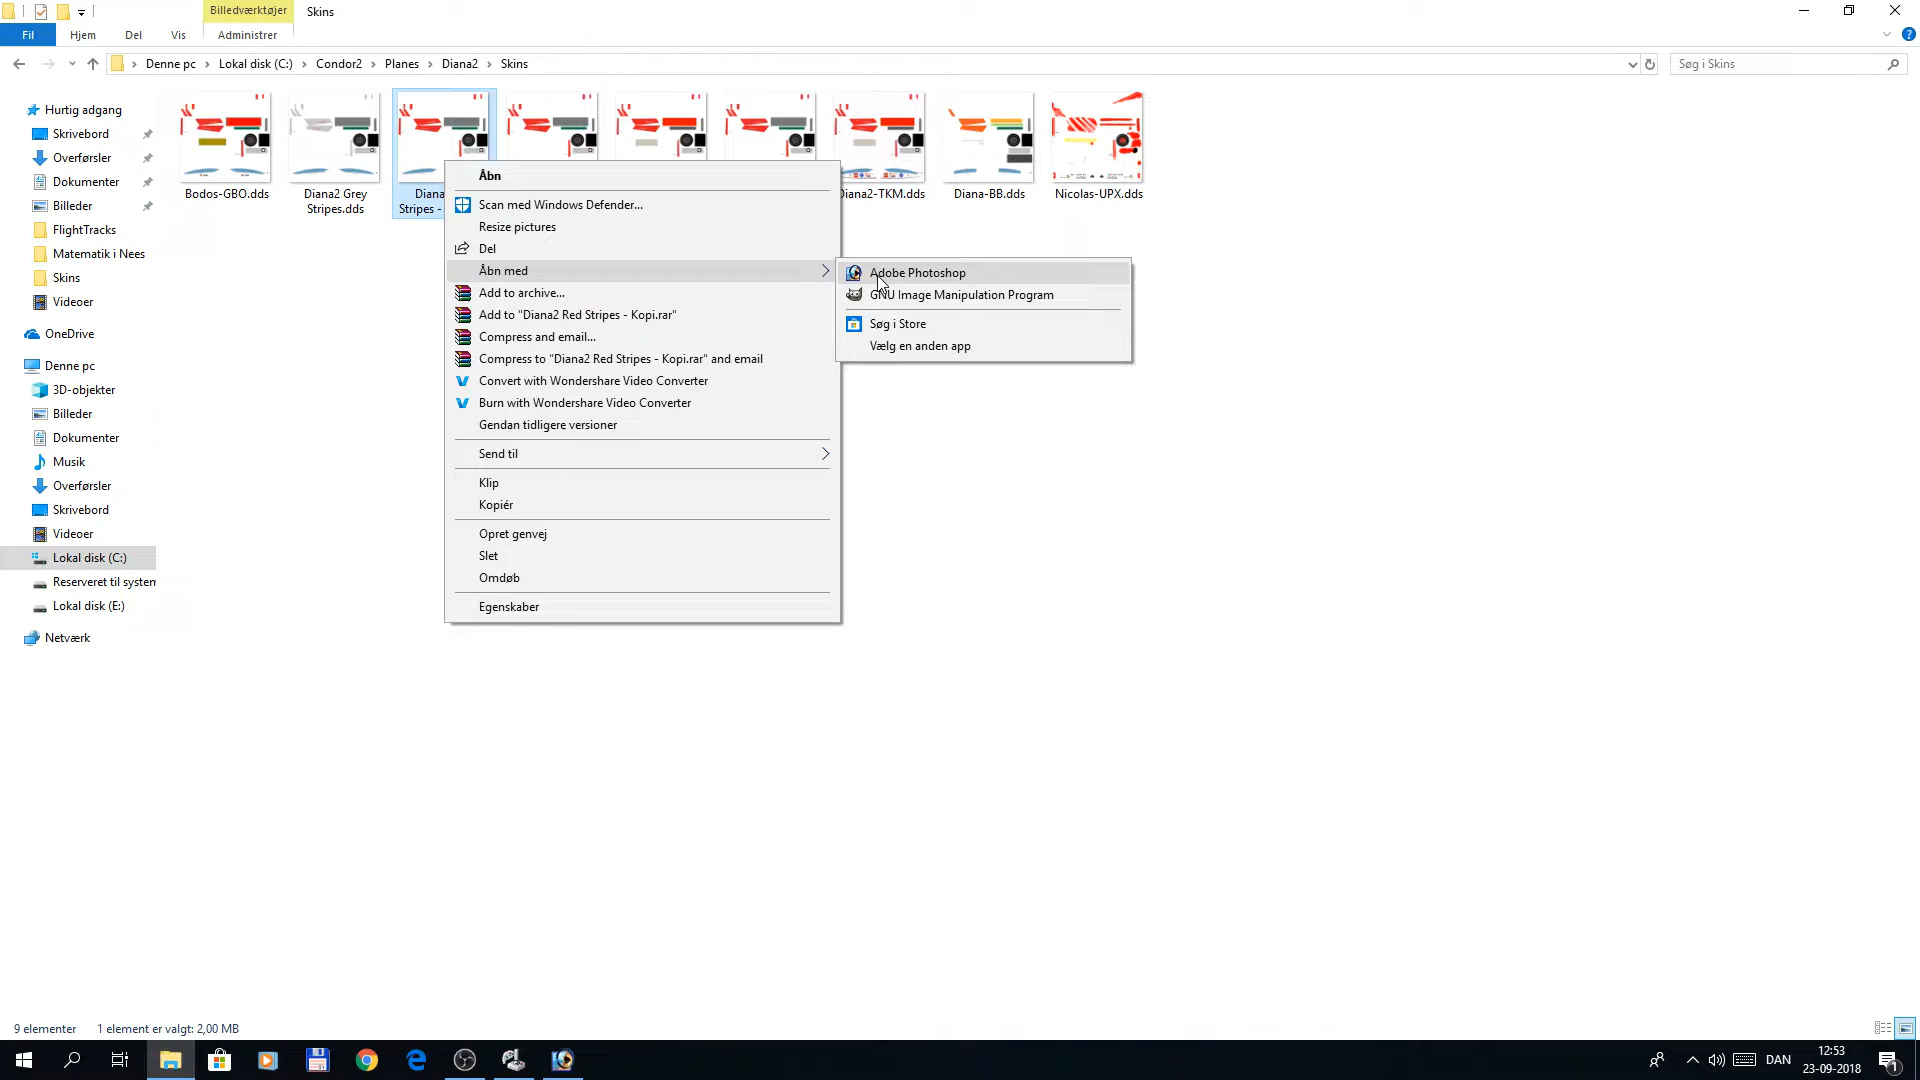 Billedværktøjer
Skins
Fil
Hjem
Del
Vis
Administrer
Denne pc
Lokal disk (C:)
Condor2
Planes
Diana2
Skins
Søg i Skins
Hurtig adgang
Skrivebord
Overførsler
Dokumenter
Billeder
FlightTracks
Matematik i Nees
Skins
Videoer
OneDrive
Denne pc
3D-objekter
Billeder
Dokumenter
Musik
Overførsler
Skrivebord
Videoer
Lokal disk (C:)
Reserveret til system
Lokal disk (E:)
Netværk
Bodos-GBO.dds
Diana2 Grey
Stripes.dds
Diana
Stripes -
Diana2-TKM.dds
Diana-BB.dds
Nicolas-UPX.dds
Åbn
Scan med Windows Defender...
Resize pictures
Del
Åbn med
Add to archive...
Add to "Diana2 Red Stripes - Kopi.rar"
Compress and email...
Compress to "Diana2 Red Stripes - Kopi.rar" and email
Convert with Wondershare Video Converter
Burn with Wondershare Video Converter
Gendan tidligere versioner
Send til
Klip
Kopiér
Opret genvej
Slet
Omdøb
Egenskaber
Adobe Photoshop
GNU Image Manipulation Program
Søg i Store
Vælg en anden app
9 elementer
1 element er valgt: 2,00 MB
DAN
12:53
23-09-2018
1